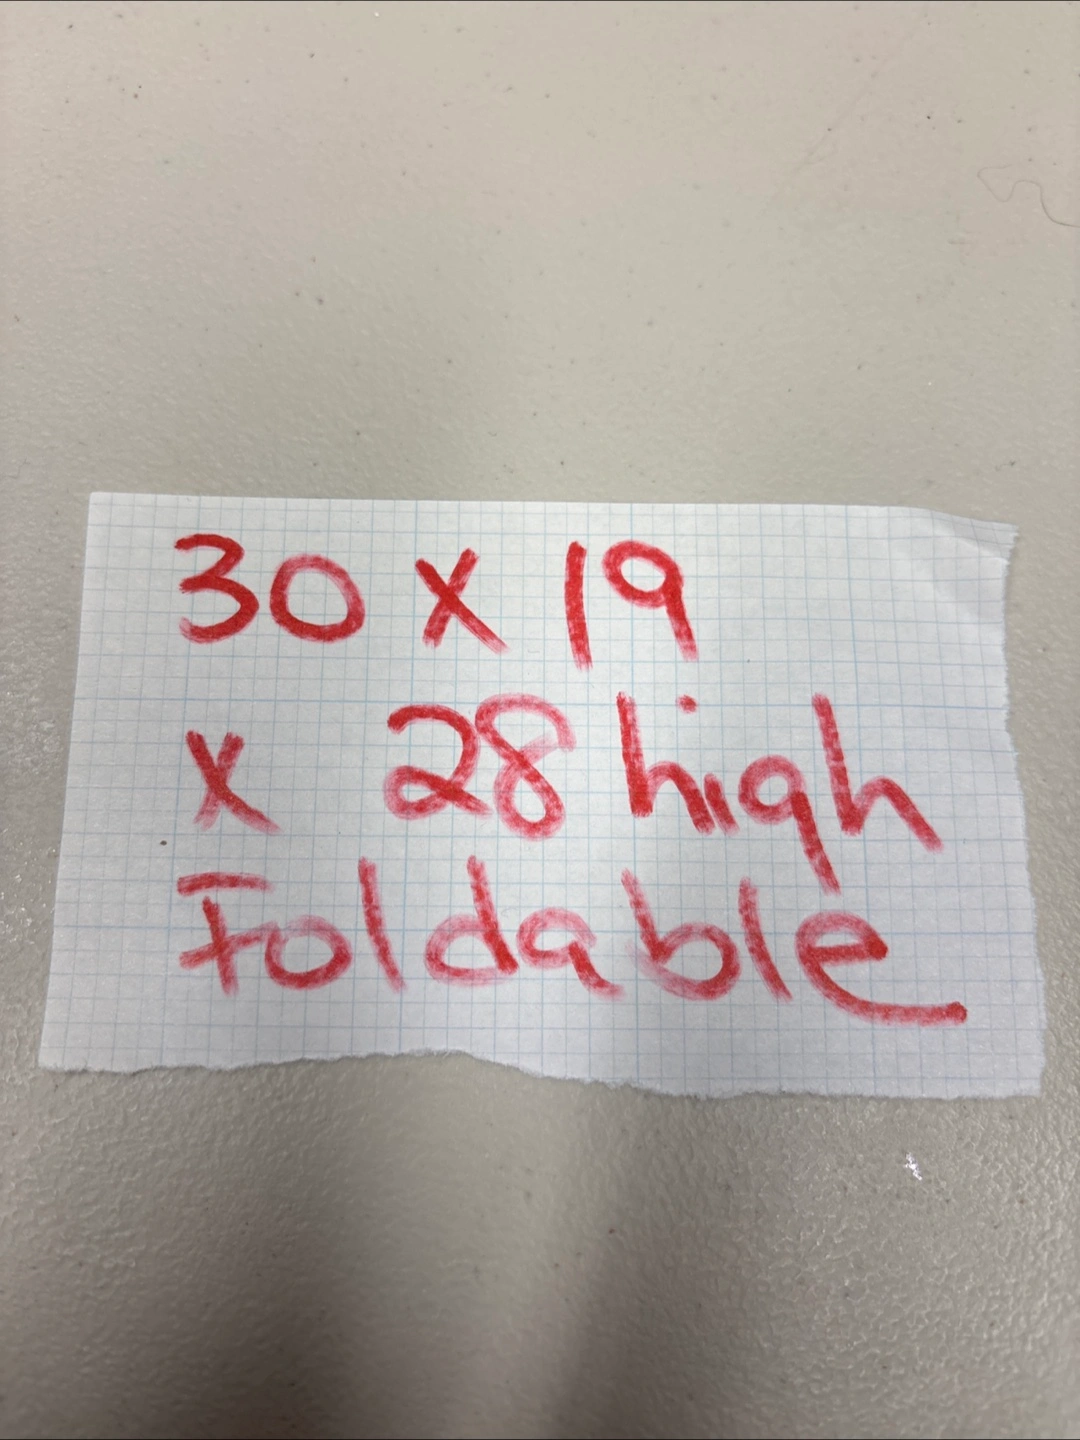 30 x 19
x 28 high
Foldable